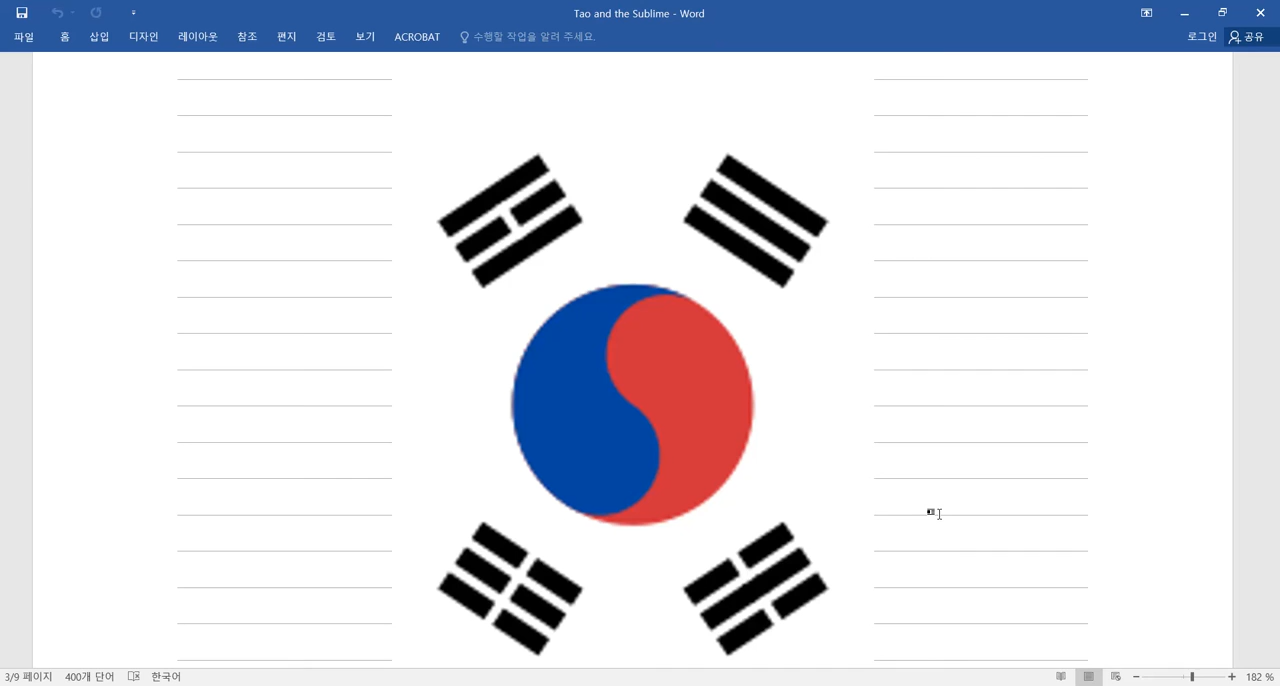 Tao and the Sublime - Word
파일 홈 삽입 디자인 레이아웃 참조 편지 검토 보기 ACROBAT 수행할 작업을 알려 주세요. 로그인 공유
3/9 페이지 400개 단어 한국어 182 %